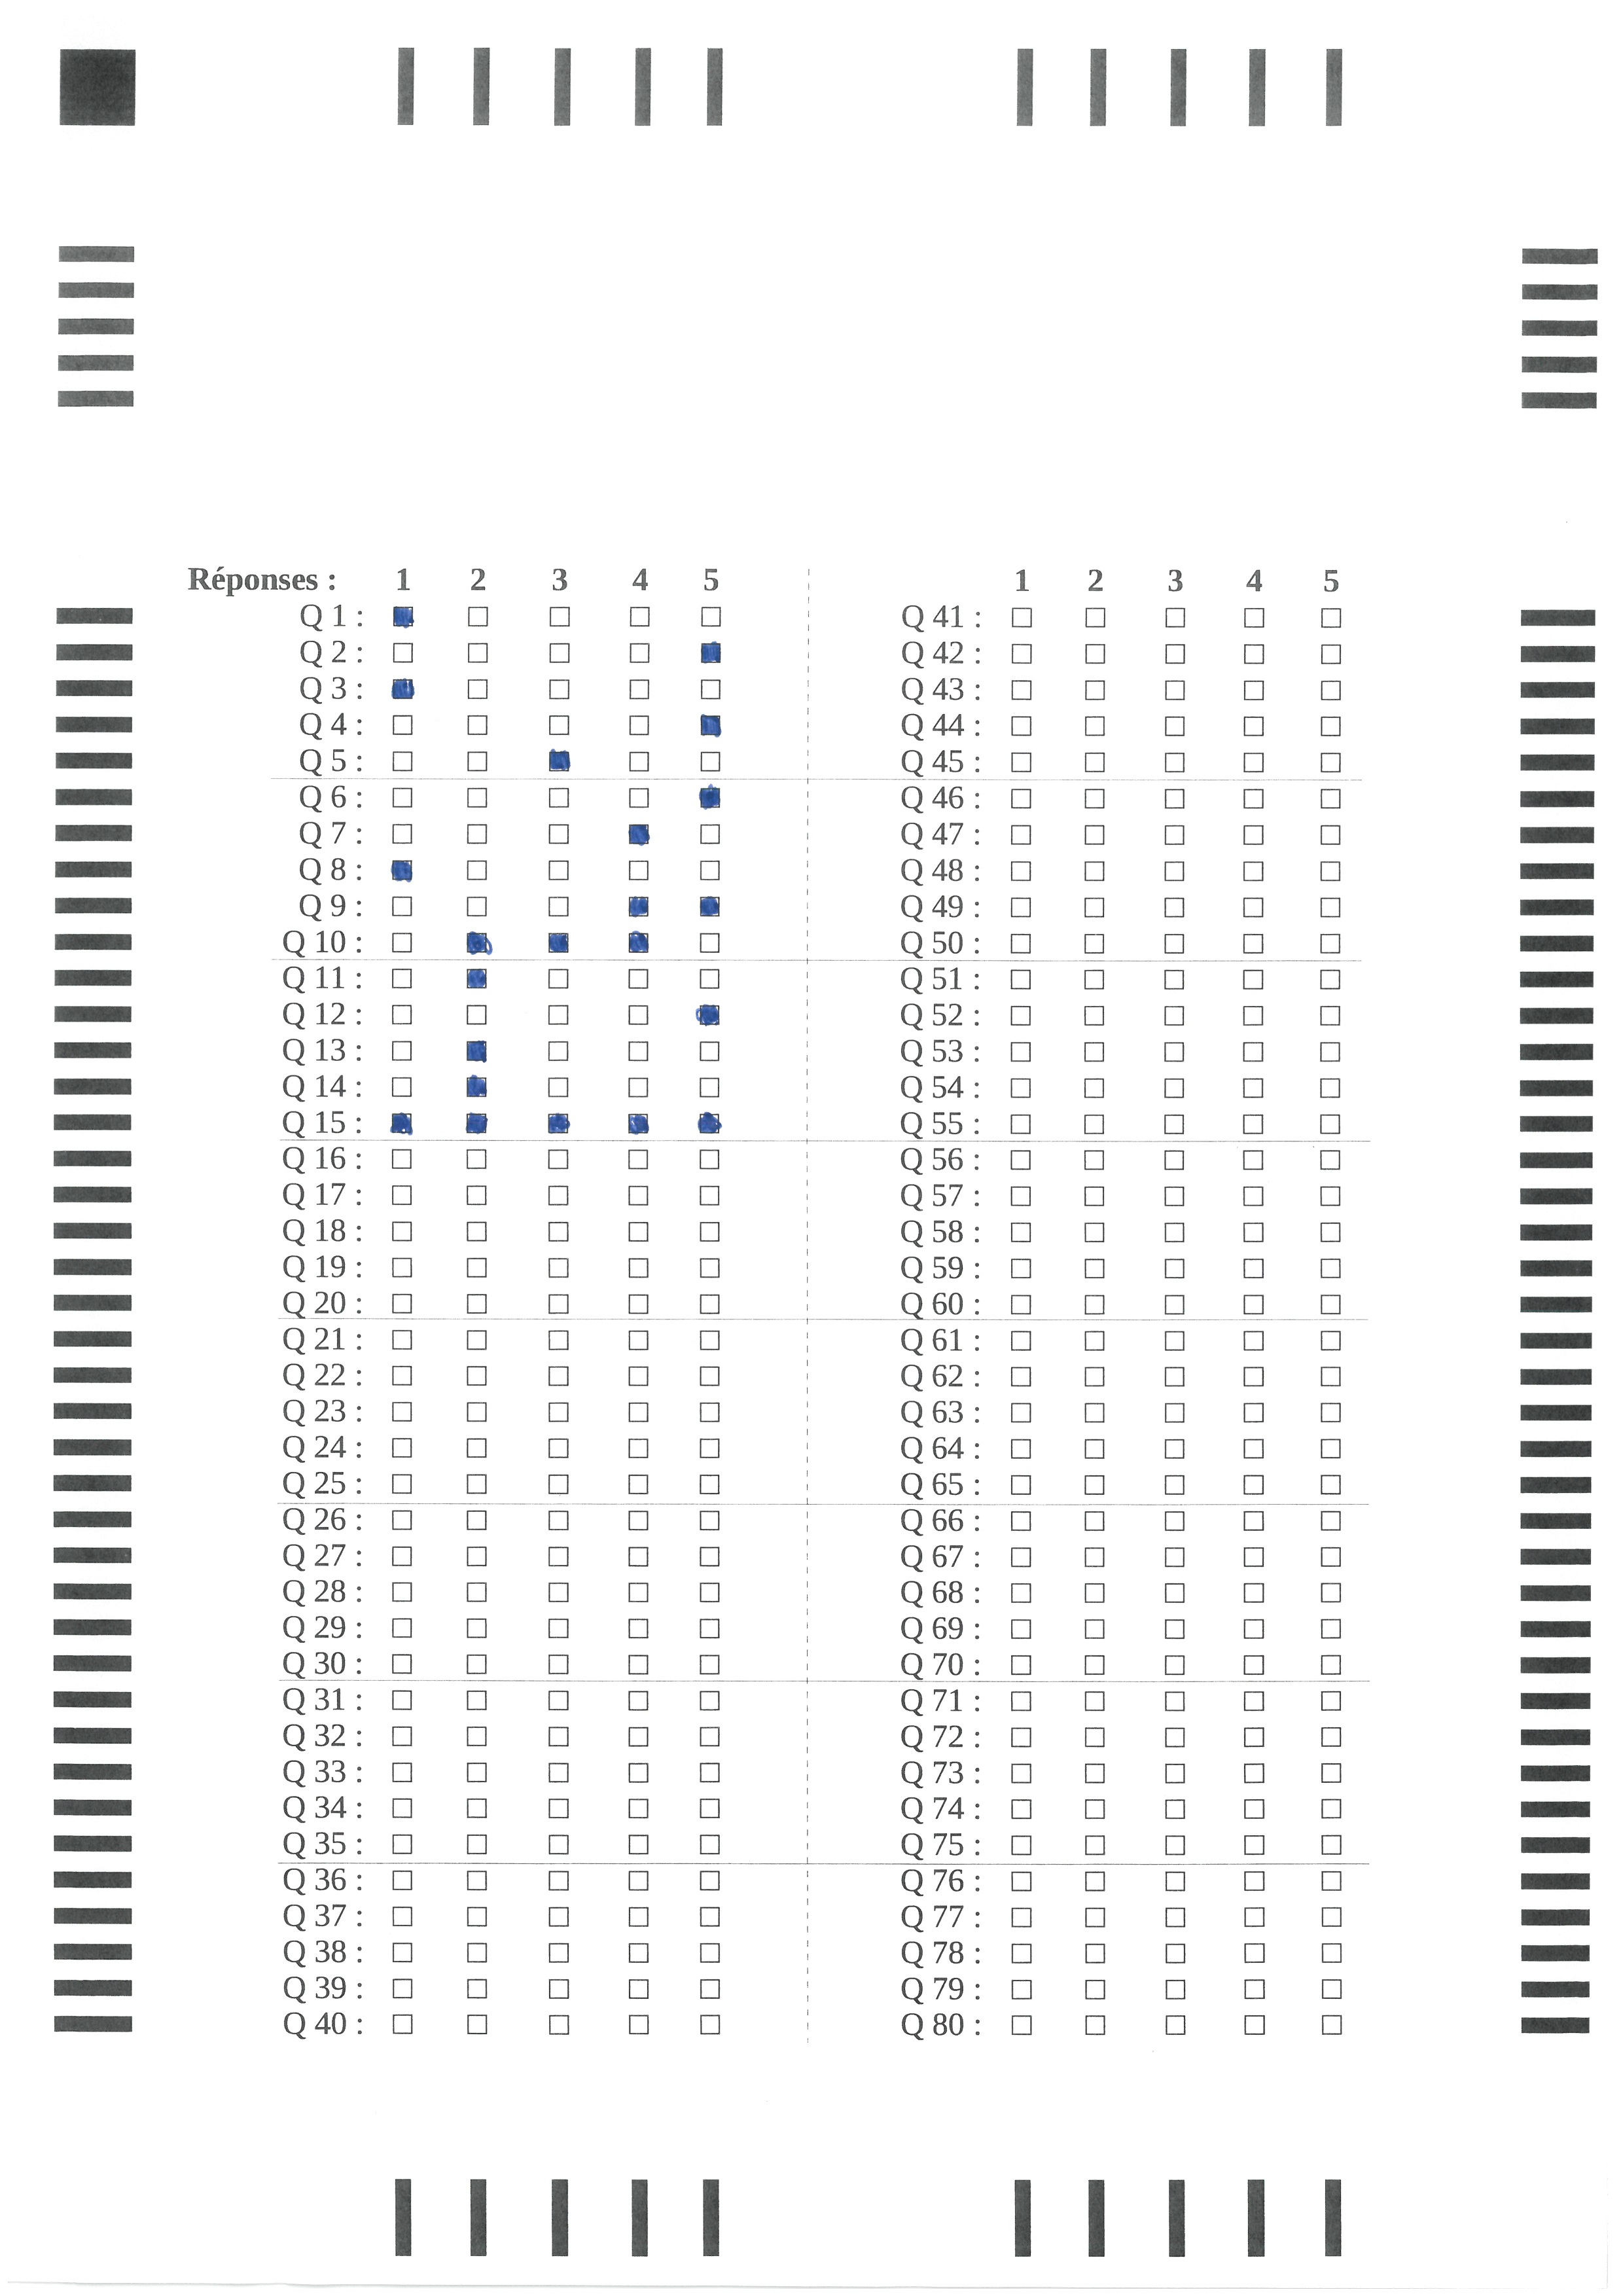 Réponses : 1 2 3 4 5 1 2 3 4 5
Q 1 : Q 41 :
Q 2 : Q 42 :
Q 3 : Q 43 :
Q 4 : Q 44 :
Q 5 : Q 45 :
Q 6 : Q 46 :
Q 7 : Q 47 :
Q 8 : Q 48 :
Q 9 : Q 49 :
Q 10 : Q 50 :
Q 11 : Q 51 :
Q 12 : Q 52 :
Q 13 : Q 53 :
Q 14 : Q 54 :
Q 15 : Q 55 :
Q 16 : Q 56 :
Q 17 : Q 57 :
Q 18 : Q 58 :
Q 19 : Q 59 :
Q 20 : Q 60 :
Q 21 : Q 61 :
Q 22 : Q 62 :
Q 23 : Q 63 :
Q 24 : Q 64 :
Q 25 : Q 65 :
Q 26 : Q 66 :
Q 27 : Q 67 :
Q 28 : Q 68 :
Q 29 : Q 69 :
Q 30 : Q 70 :
Q 31 : Q 71 :
Q 32 : Q 72 :
Q 33 : Q 73 :
Q 34 : Q 74 :
Q 35 : Q 75 :
Q 36 : Q 76 :
Q 37 : Q 77 :
Q 38 : Q 78 :
Q 39 : Q 79 :
Q 40 : Q 80 :